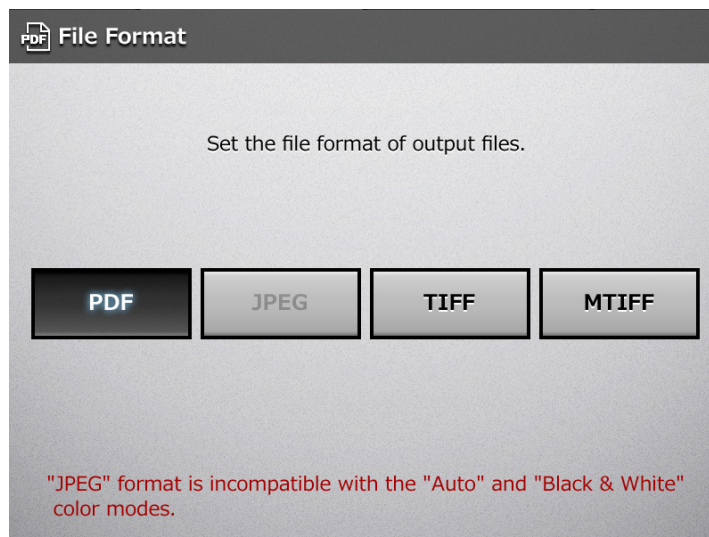 PDF File Format
Set the file format of output files.
PDF JPEG TIFF MTIFF
"JPEG" format is incompatible with the "Auto" and "Black & White"
color modes.